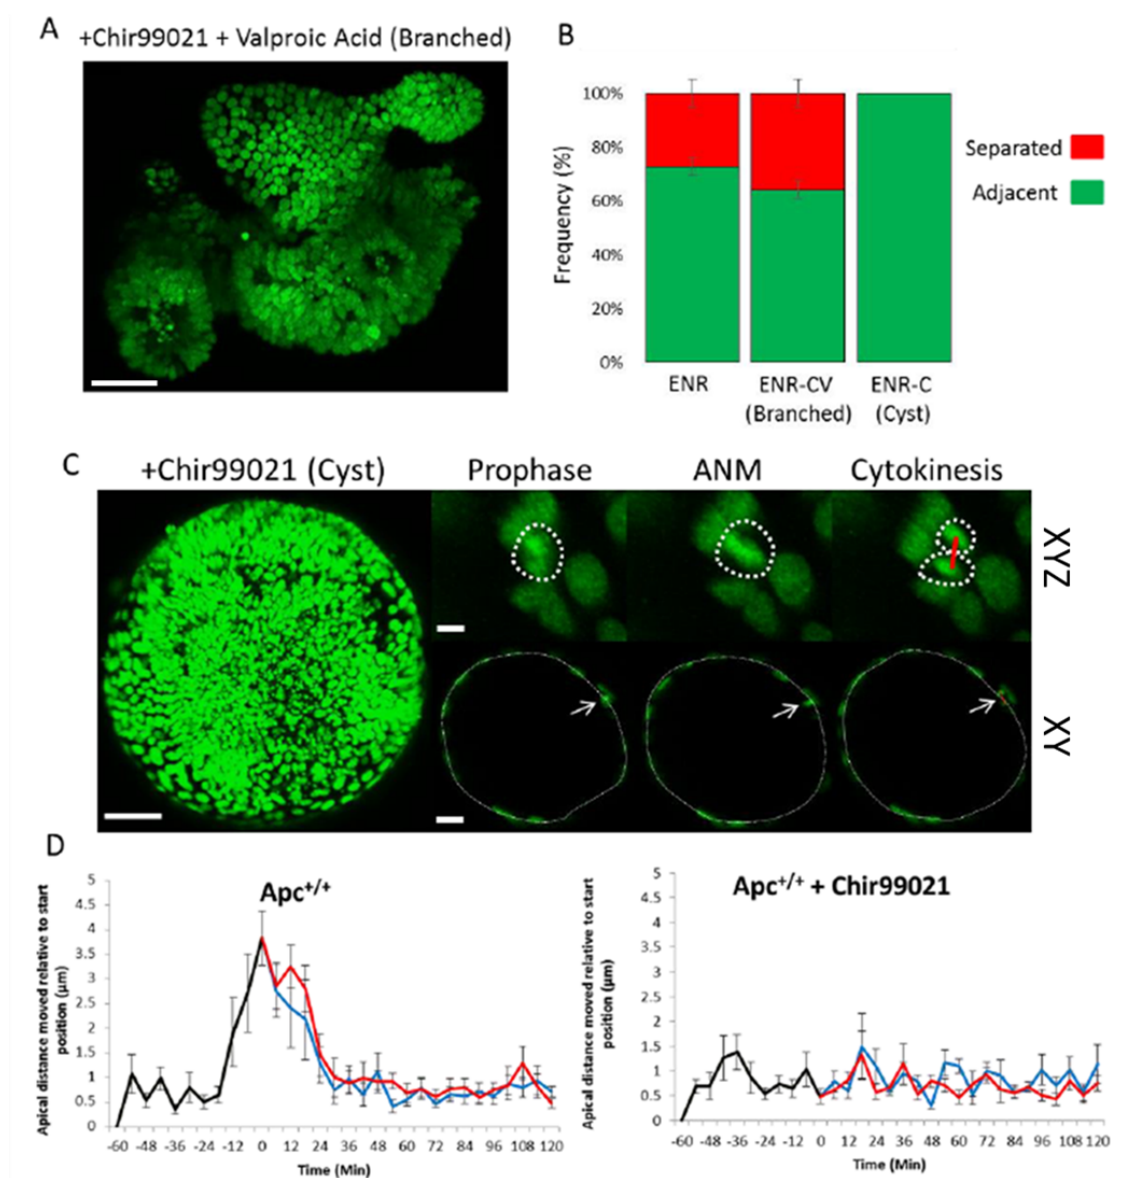 A
+Chir99021 + Valproic Acid (Branched)
B
100%
80%
60%
40%
20%
0%
Frequency (%)
ENR
ENR-CV
(Branched)
ENR-C
(Cyst)
Separated
Adjacent
C
+Chir99021 (Cyst)
Prophase
ANM
Cytokinesis
XYZ
XY
D
Apc+/+
Apical distance moved relative to start
position (µm)
5
4.5
4
3.5
3
2.5
2
1.5
1
0.5
0
-60 -48 -36 -24 -12 0 12 24 36 48 60 72 84 96 108 120
Time (Min)
Apc+/+ + Chir99021
Apical distance moved relative to start
position (µm)
5
4.5
4
3.5
3
2.5
2
1.5
1
0.5
0
-60 -48 -36 -24 -12 0 12 24 36 48 60 72 84 96 108 120
Time (Min)